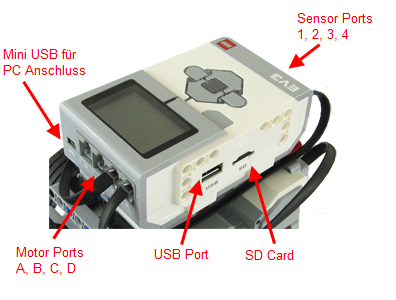 Sensor Ports
1, 2, 3, 4
Mini USB für
PC Anschluss
EV3
USB
SD
Motor Ports
A, B, C, D
USB Port
SD Card